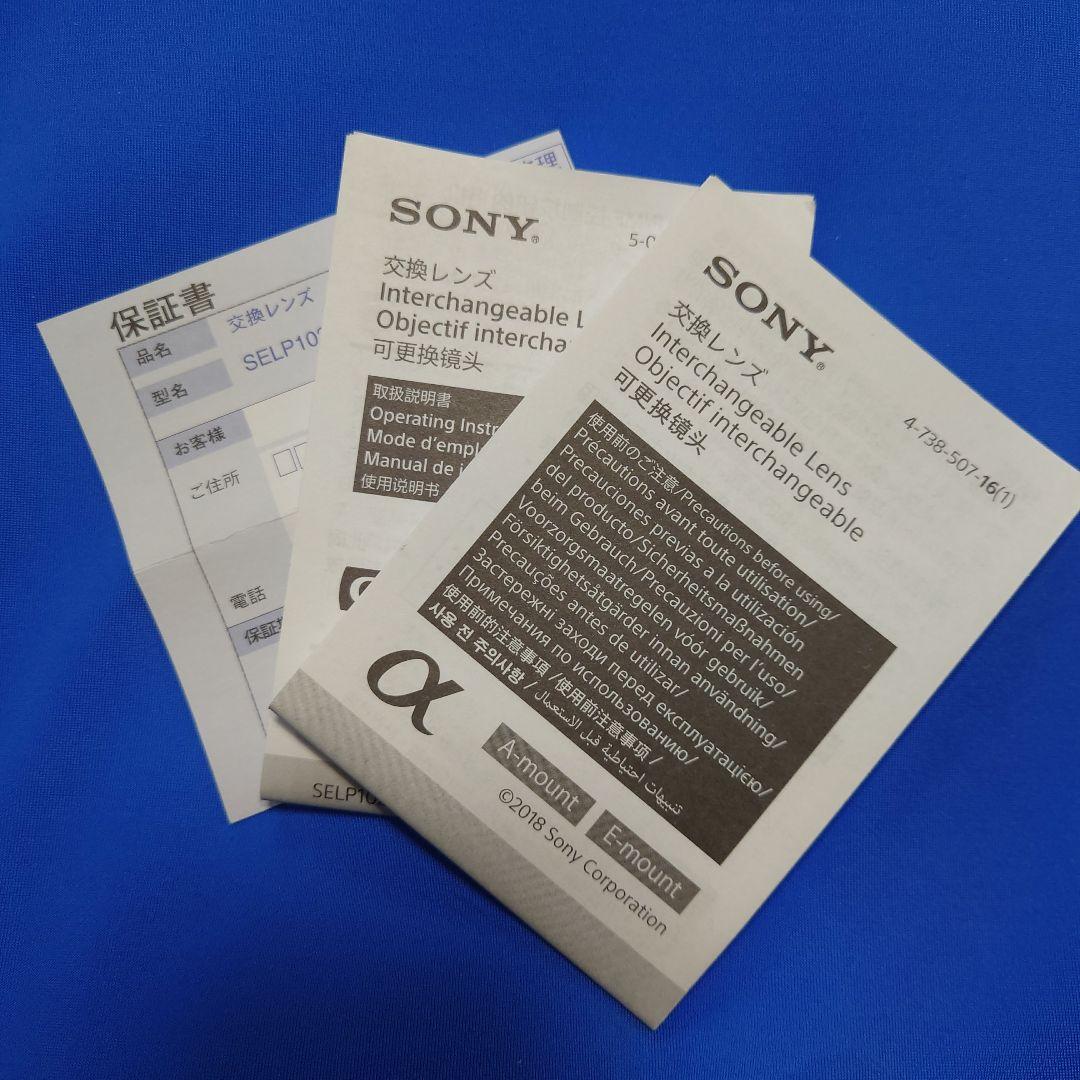 保証書
品名
交換レンズ
型名
SELP102
お客様
ご住所
電話
SONY®
5-0
交換レンズ
Interchangeable L
Objectif intercha
可更换镜头
取扱説明書
Operating Instr
Mode d'empl
Manual de i
使用说明书
SELP102
SONY®
4-738-507-16(1)
交換レンズ
Interchangeable Lens
Objectif interchangeable
可更换镜头
使用前のご注意/Precautions before using/
Précautions avant toute utilisation/
Precauciones previas a la utilización
del producto/Sicherheitsmaßnahmen
beim Gebrauch/Precauzioni per l'uso/
Voorzorgsmaatregelen vóór gebruik/
Försiktighetsåtgärder innan användning/
Precauções antes de utilizar/
Застережні заходи перед експлуатацією/
Примечания по использованию/
使用前的注意事項/使用前注意事项/
사용 전 주의사항/تنبيهات احتياطية قبل الاستعمال
α
A-mount
E-mount
©2018 Sony Corporation